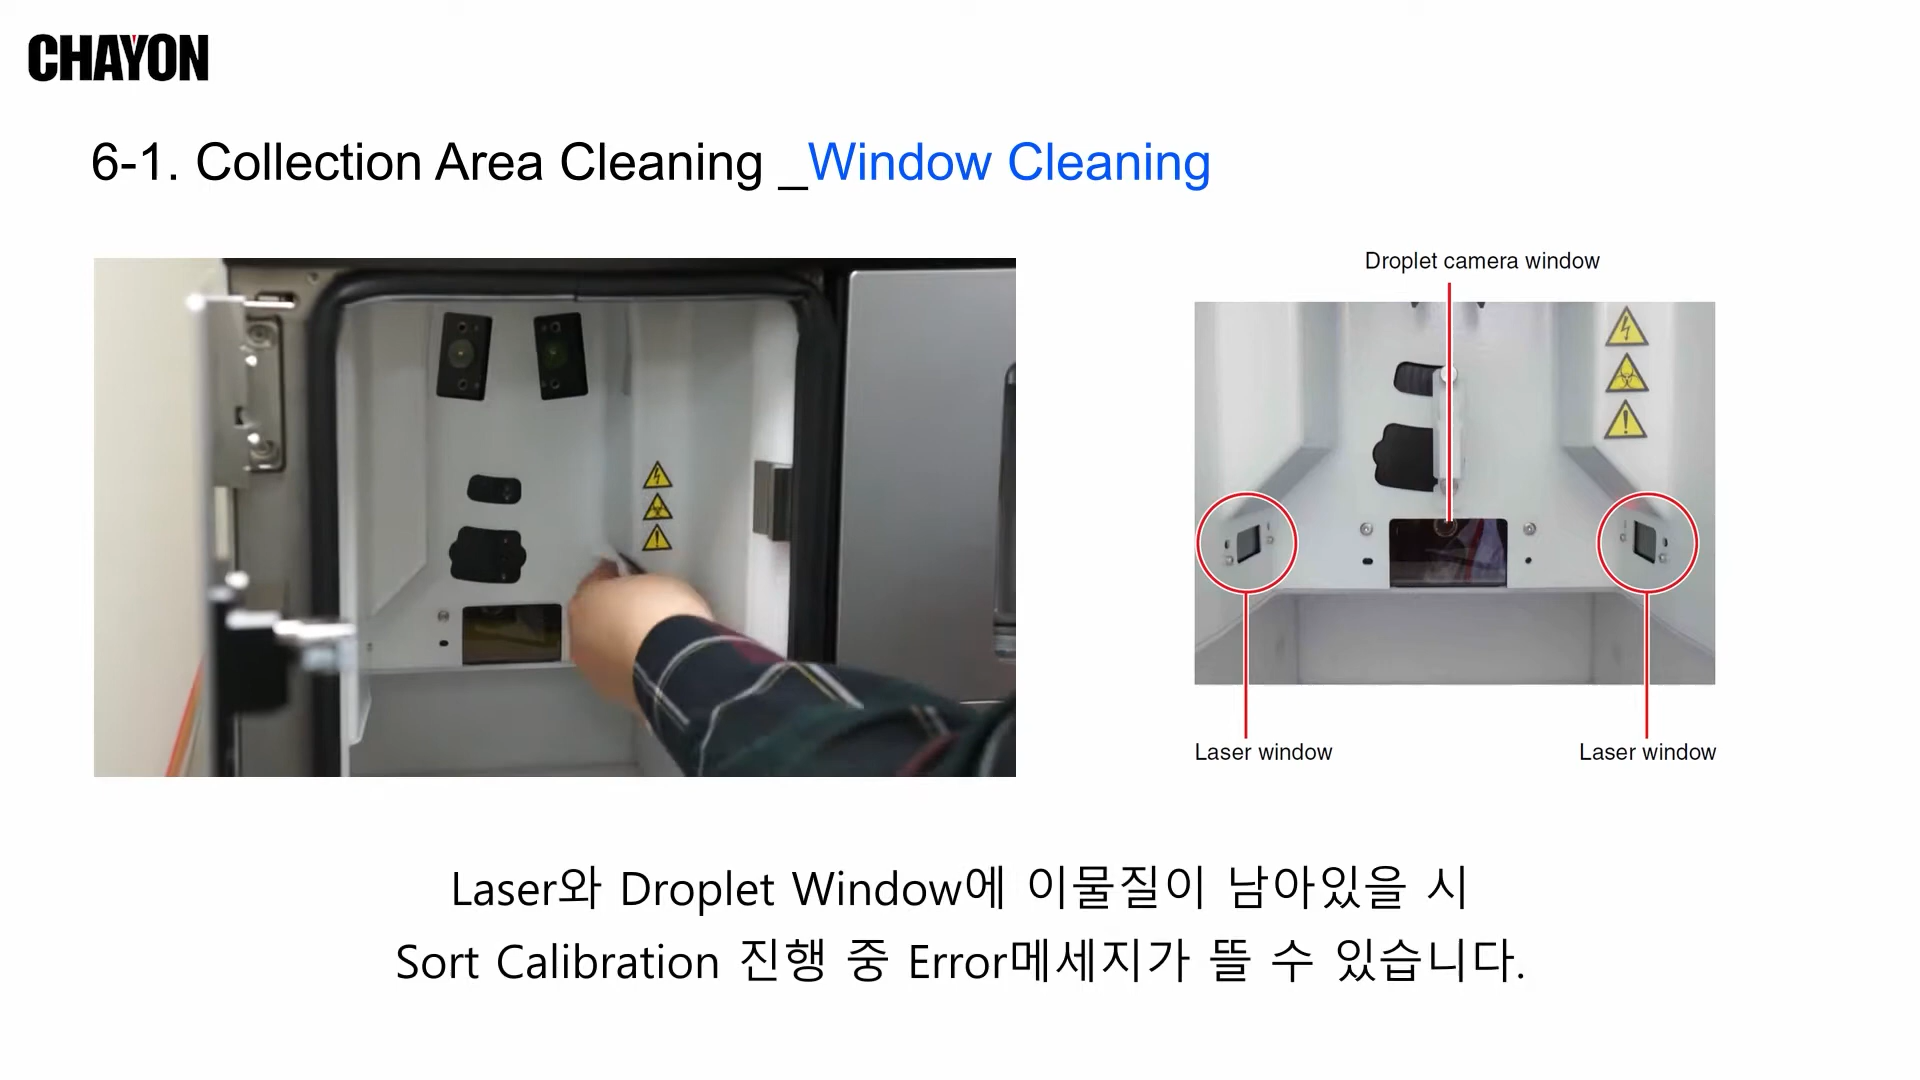 CHAYON
6-1. Collection Area Cleaning _Window Cleaning
Droplet camera window
Laser window
Laser window
Laser와 Droplet Window에 이물질이 남아있을 시
Sort Calibration 진행 중 Error메세지가 뜰 수 있습니다.